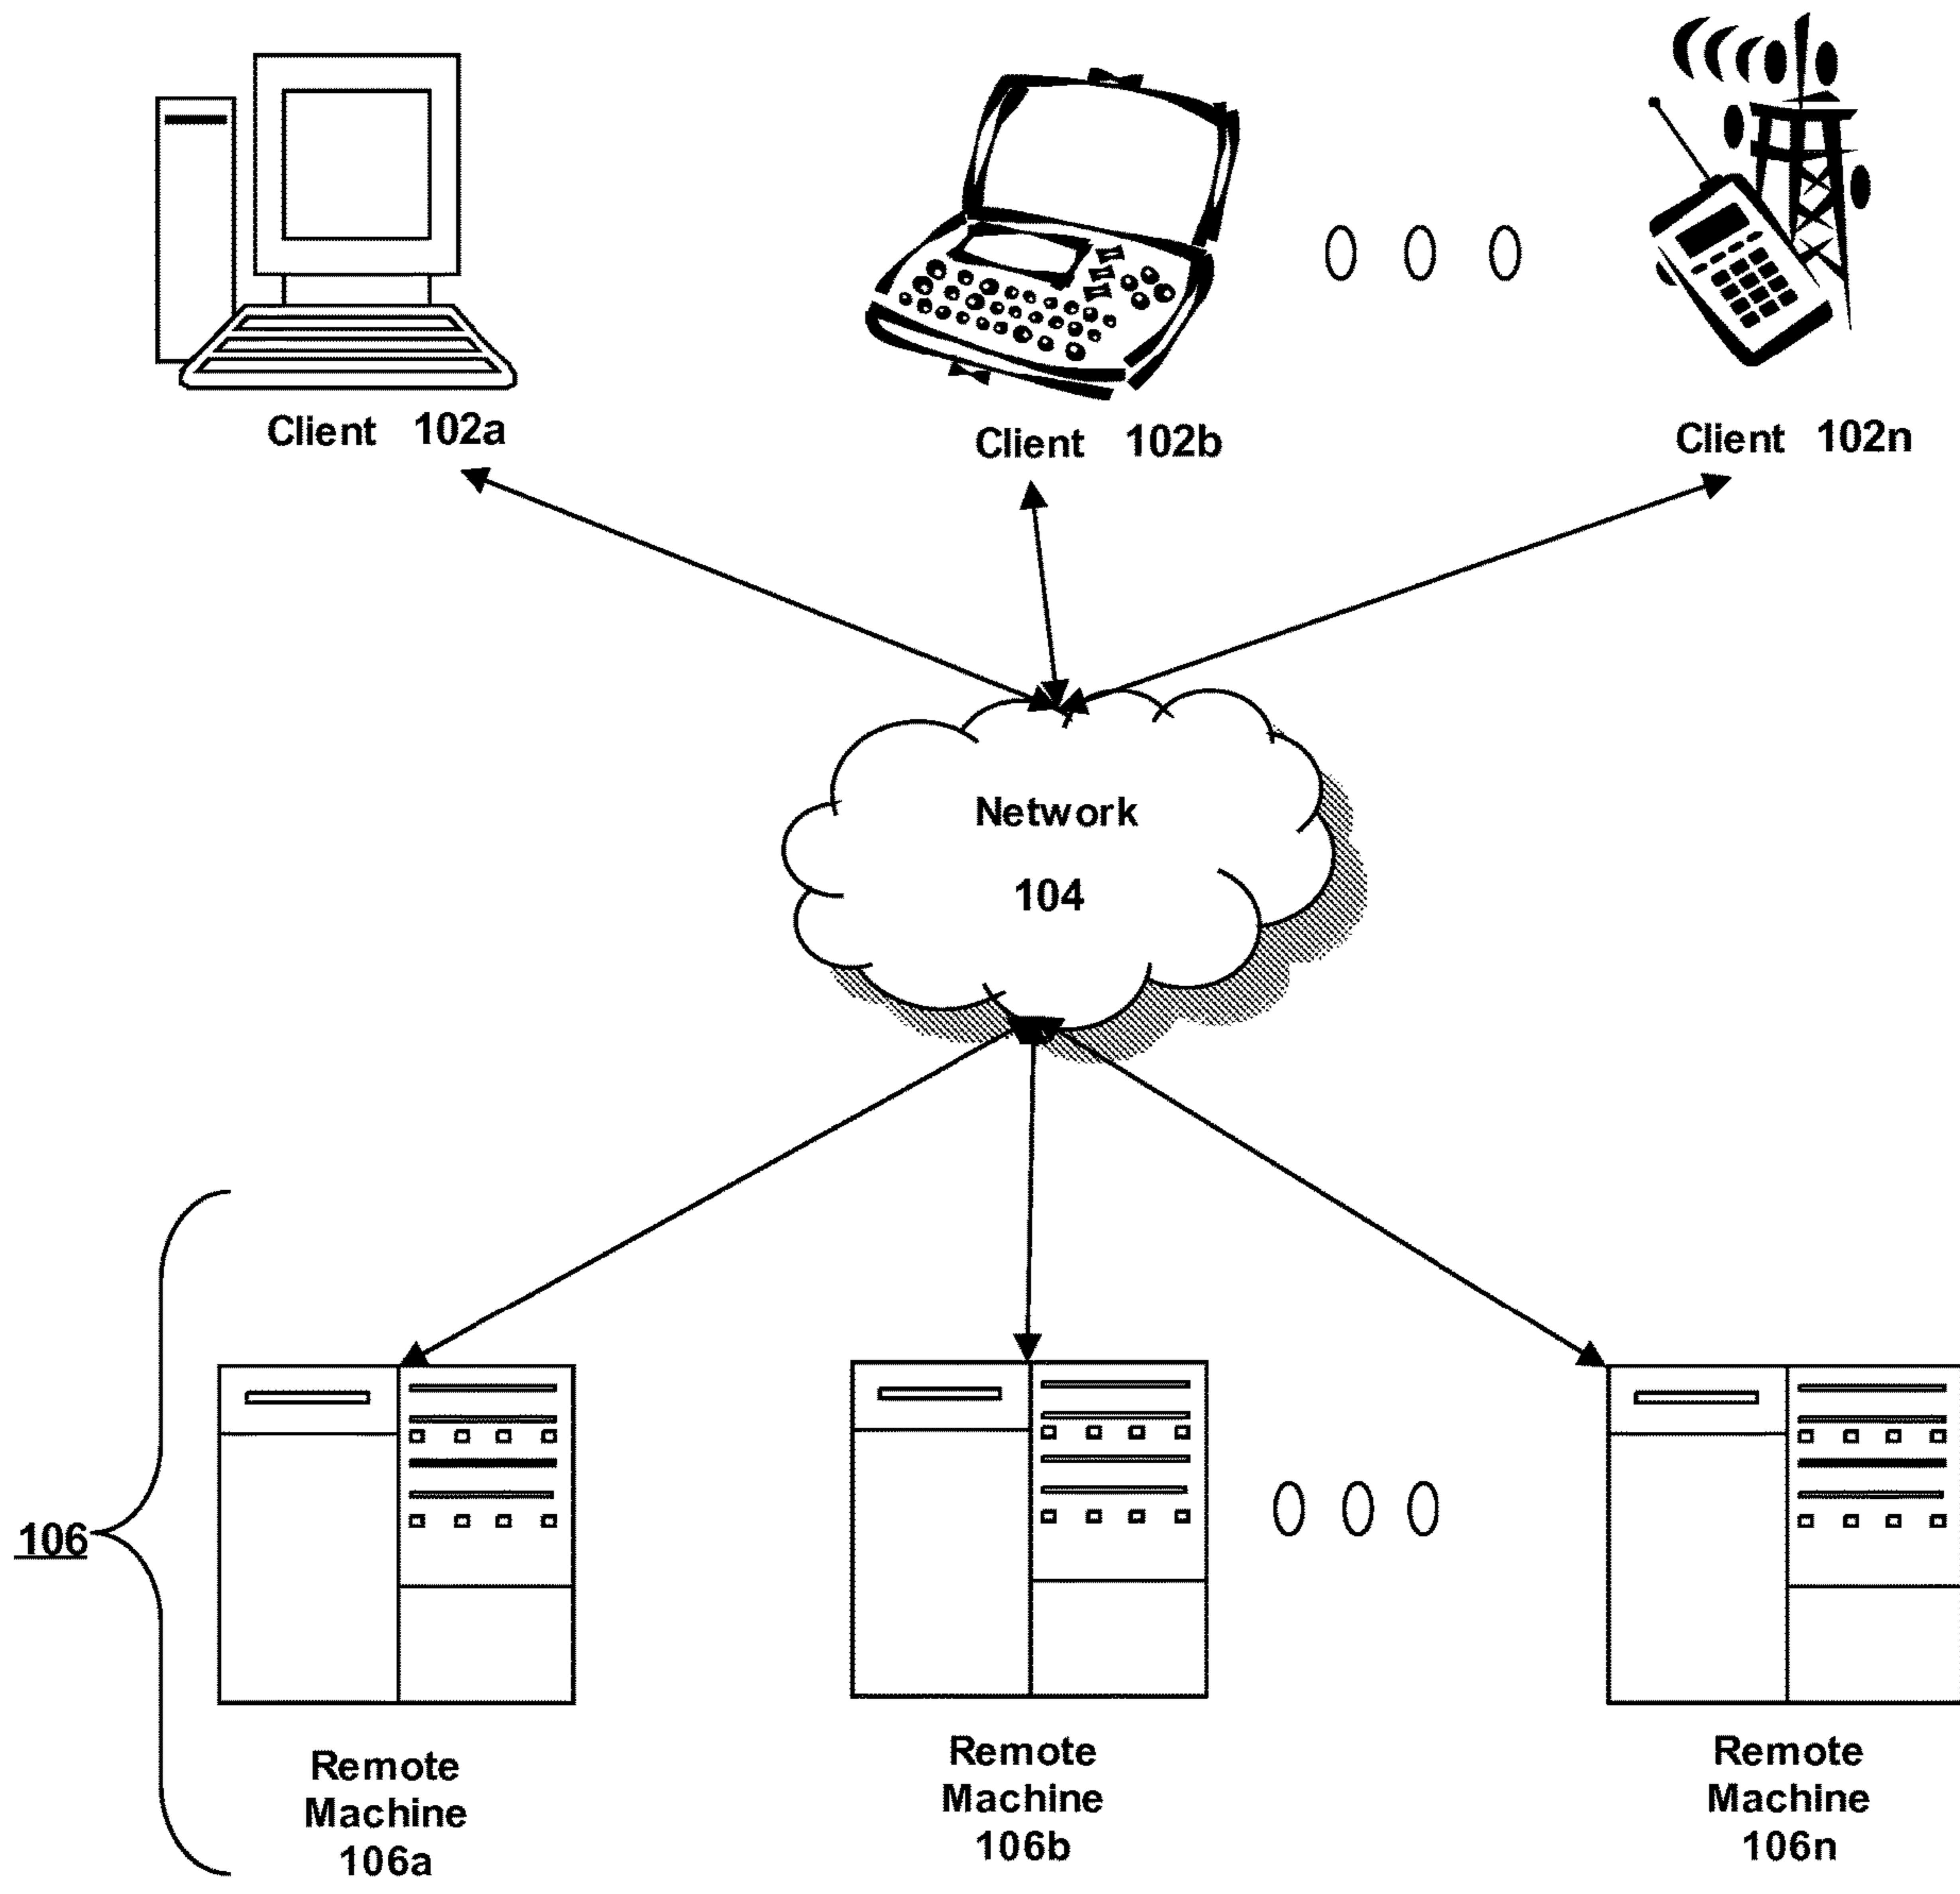 Client 102a
Client 102b
Client 102n
Network
104
106
Remote
Machine
106a
Remote
Machine
106b
Remote
Machine
106n